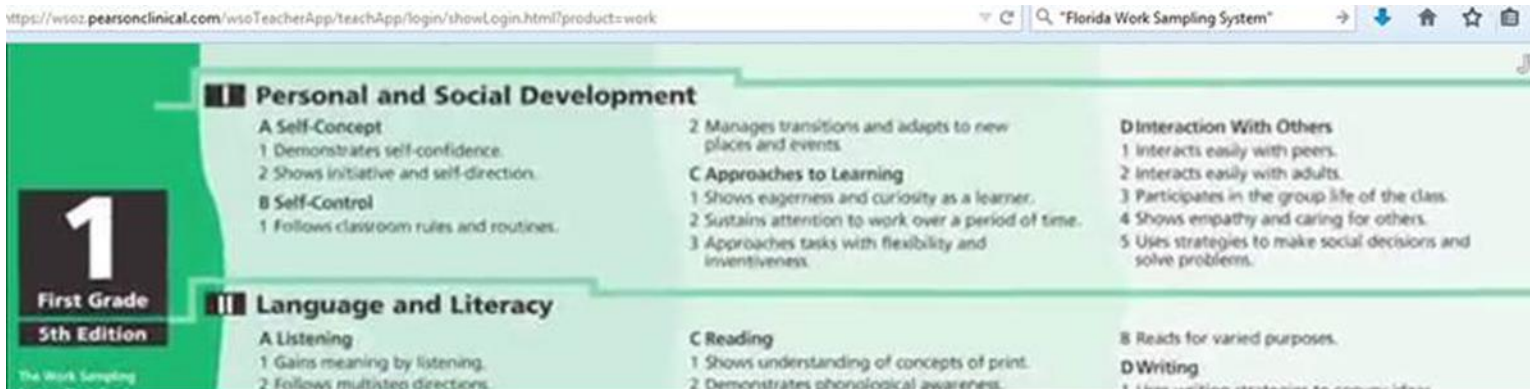 ttps://wsoz.pearsonclinical.com/wsoTeacherApp/teachApp/login/showLogin.html?product=work
"Florida Work Sampling System"
1
First Grade
5th Edition
The Work Sampling
I Personal and Social Development
A Self-Concept
1 Demonstrates self-confidence.
2 Shows initiative and self-direction.
B Self-Control
1 Follows classroom rules and routines.
2 Manages transitions and adapts to new
places and events.
C Approaches to Learning
1 Shows eagerness and curiosity as a learner.
2 Sustains attention to work over a period of time.
3 Approaches tasks with flexibility and
inventiveness.
D Interaction With Others
1 Interacts easily with peers.
2 Interacts easily with adults.
3 Participates in the group life of the class.
4 Shows empathy and caring for others.
5 Uses strategies to make social decisions and
solve problems.
II Language and Literacy
A Listening
1 Gains meaning by listening.
2 Follows multistep directions.
C Reading
1 Shows understanding of concepts of print.
2 Demonstrates phonological awareness.
8 Reads for varied purposes.
D Writing
1 Uses writing strategies to convey ideas.